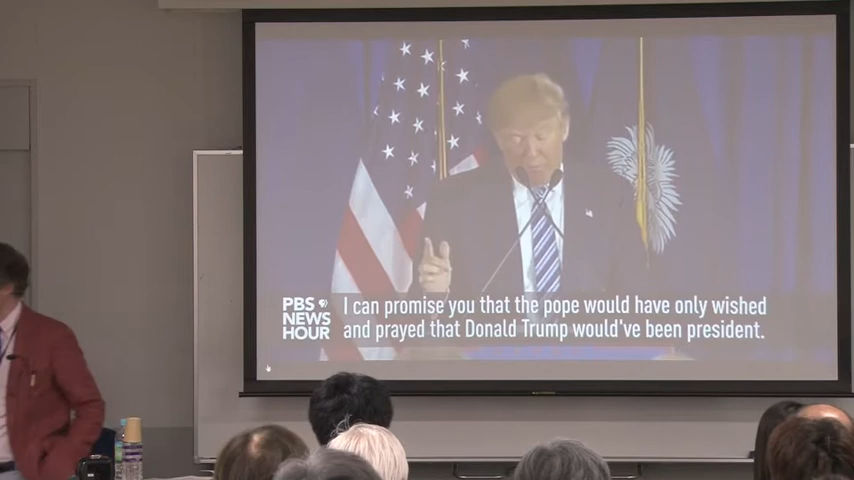 PBS
NEWS
HOUR
I can promise you that the pope would have only wished
and prayed that Donald Trump would've been president.